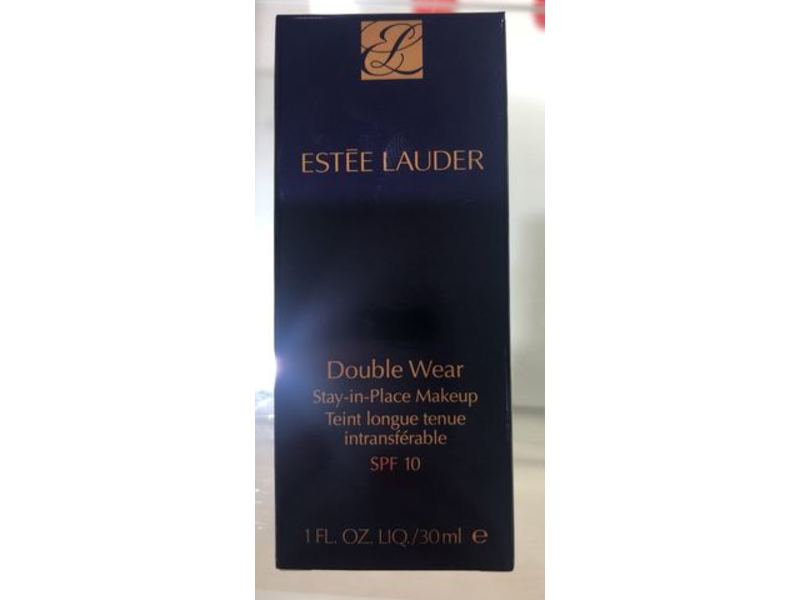 EL
ESTĒE LAUDER
Double Wear
Stay-in-Place Makeup
Teint longue tenue
intransférable
SPF 10
1 FL. OZ. LIQ./30ml ℮